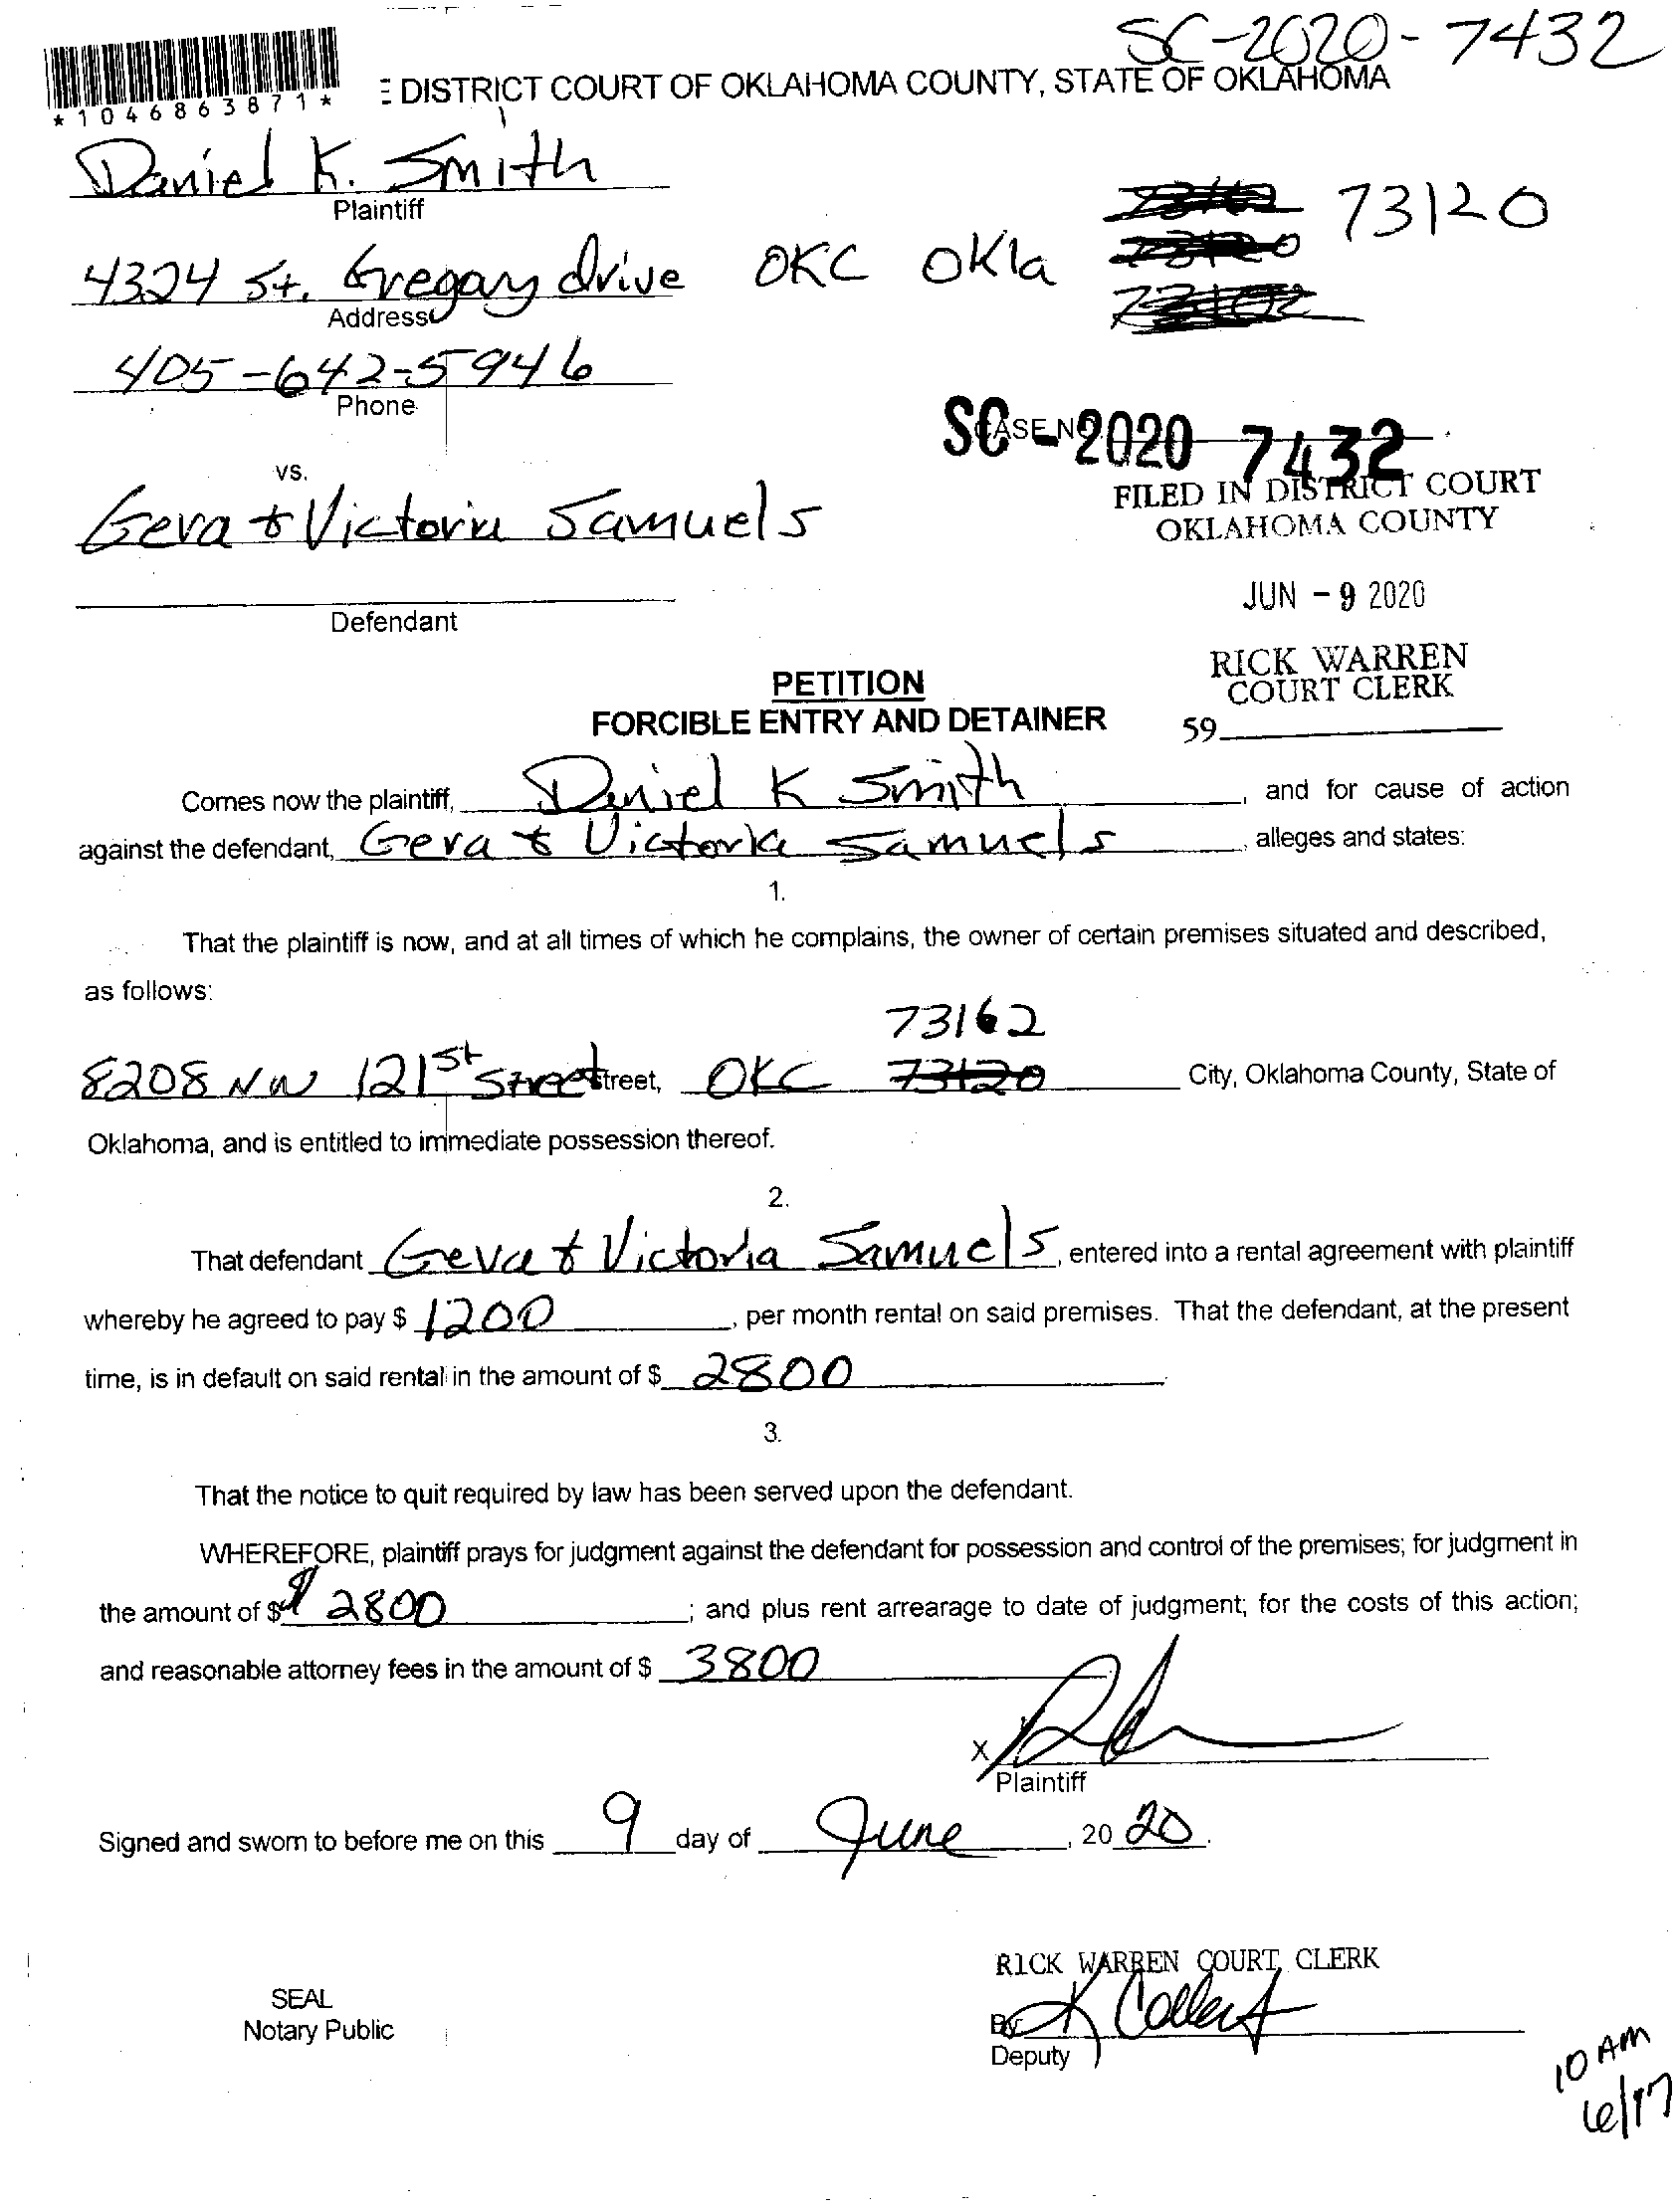 SC-2020-7432
*1046863871*
DISTRICT COURT OF OKLAHOMA COUNTY, STATE OF OKLAHOMA
Daniel K. Smith
Plaintiff
73120
4324 St. Gregary drive OKC Okla
Address
405-642-5946
Phone
CASE NO.
SC-2020 7432
vs.
FILED IN DISTRICT COURT
OKLAHOMA COUNTY
Geva & Victoria Samuels
JUN - 9 2020
Defendant
RICK WARREN
COURT CLERK
59
PETITION
FORCIBLE ENTRY AND DETAINER
Comes now the plaintiff, Daniel K Smith, and for cause of action
against the defendant, Geva & Victoria Samuels, alleges and states:
1.
That the plaintiff is now, and at all times of which he complains, the owner of certain premises situated and described,
as follows:
73162
8208 NW 121st Street Street, OKC 73120 City, Oklahoma County, State of
Oklahoma, and is entitled to immediate possession thereof.
2.
That defendant Geva & Victoria Samuels, entered into a rental agreement with plaintiff
whereby he agreed to pay $ 1200, per month rental on said premises. That the defendant, at the present
time, is in default on said rental in the amount of $ 2800
3.
That the notice to quit required by law has been served upon the defendant.
WHEREFORE, plaintiff prays for judgment against the defendant for possession and control of the premises; for judgment in
the amount of $ $ 2800; and plus rent arrearage to date of judgment; for the costs of this action;
and reasonable attorney fees in the amount of $ 3800
X
Plaintiff
Signed and sworn to before me on this 9 day of June, 20 20.
RICK WARREN COURT CLERK
SEAL
Notary Public
By: K Collert
Deputy
10 AM
6/17